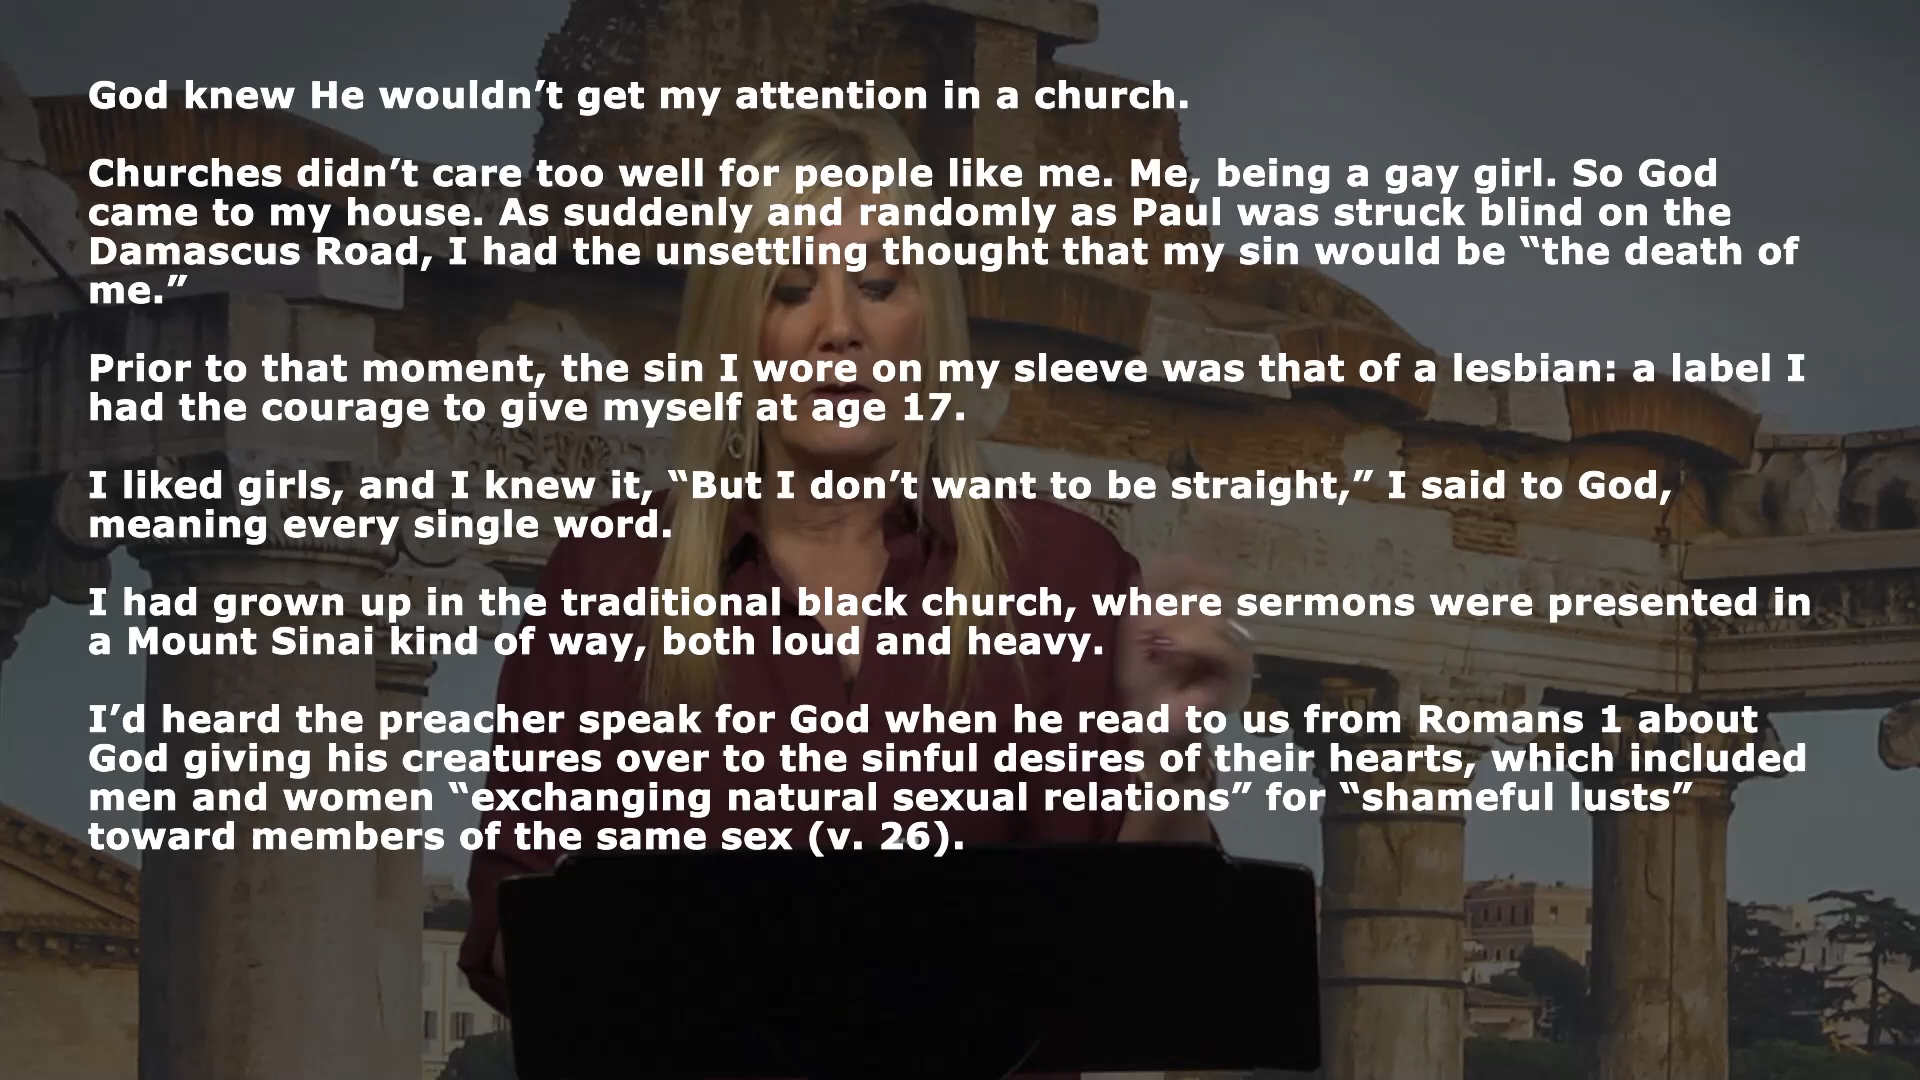 God knew He wouldn’t get my attention in a church.
Churches didn’t care too well for people like me. Me, being a gay girl. So God
came to my house. As suddenly and randomly as Paul was struck blind on the
Damascus Road, I had the unsettling thought that my sin would be “the death of
me.”
Prior to that moment, the sin I wore on my sleeve was that of a lesbian: a label I
had the courage to give myself at age 17.
I liked girls, and I knew it, “But I don’t want to be straight,” I said to God,
meaning every single word.
I had grown up in the traditional black church, where sermons were presented in
a Mount Sinai kind of way, both loud and heavy.
I’d heard the preacher speak for God when he read to us from Romans 1 about
God giving his creatures over to the sinful desires of their hearts, which included
men and women “exchanging natural sexual relations” for “shameful lusts”
toward members of the same sex (v. 26).